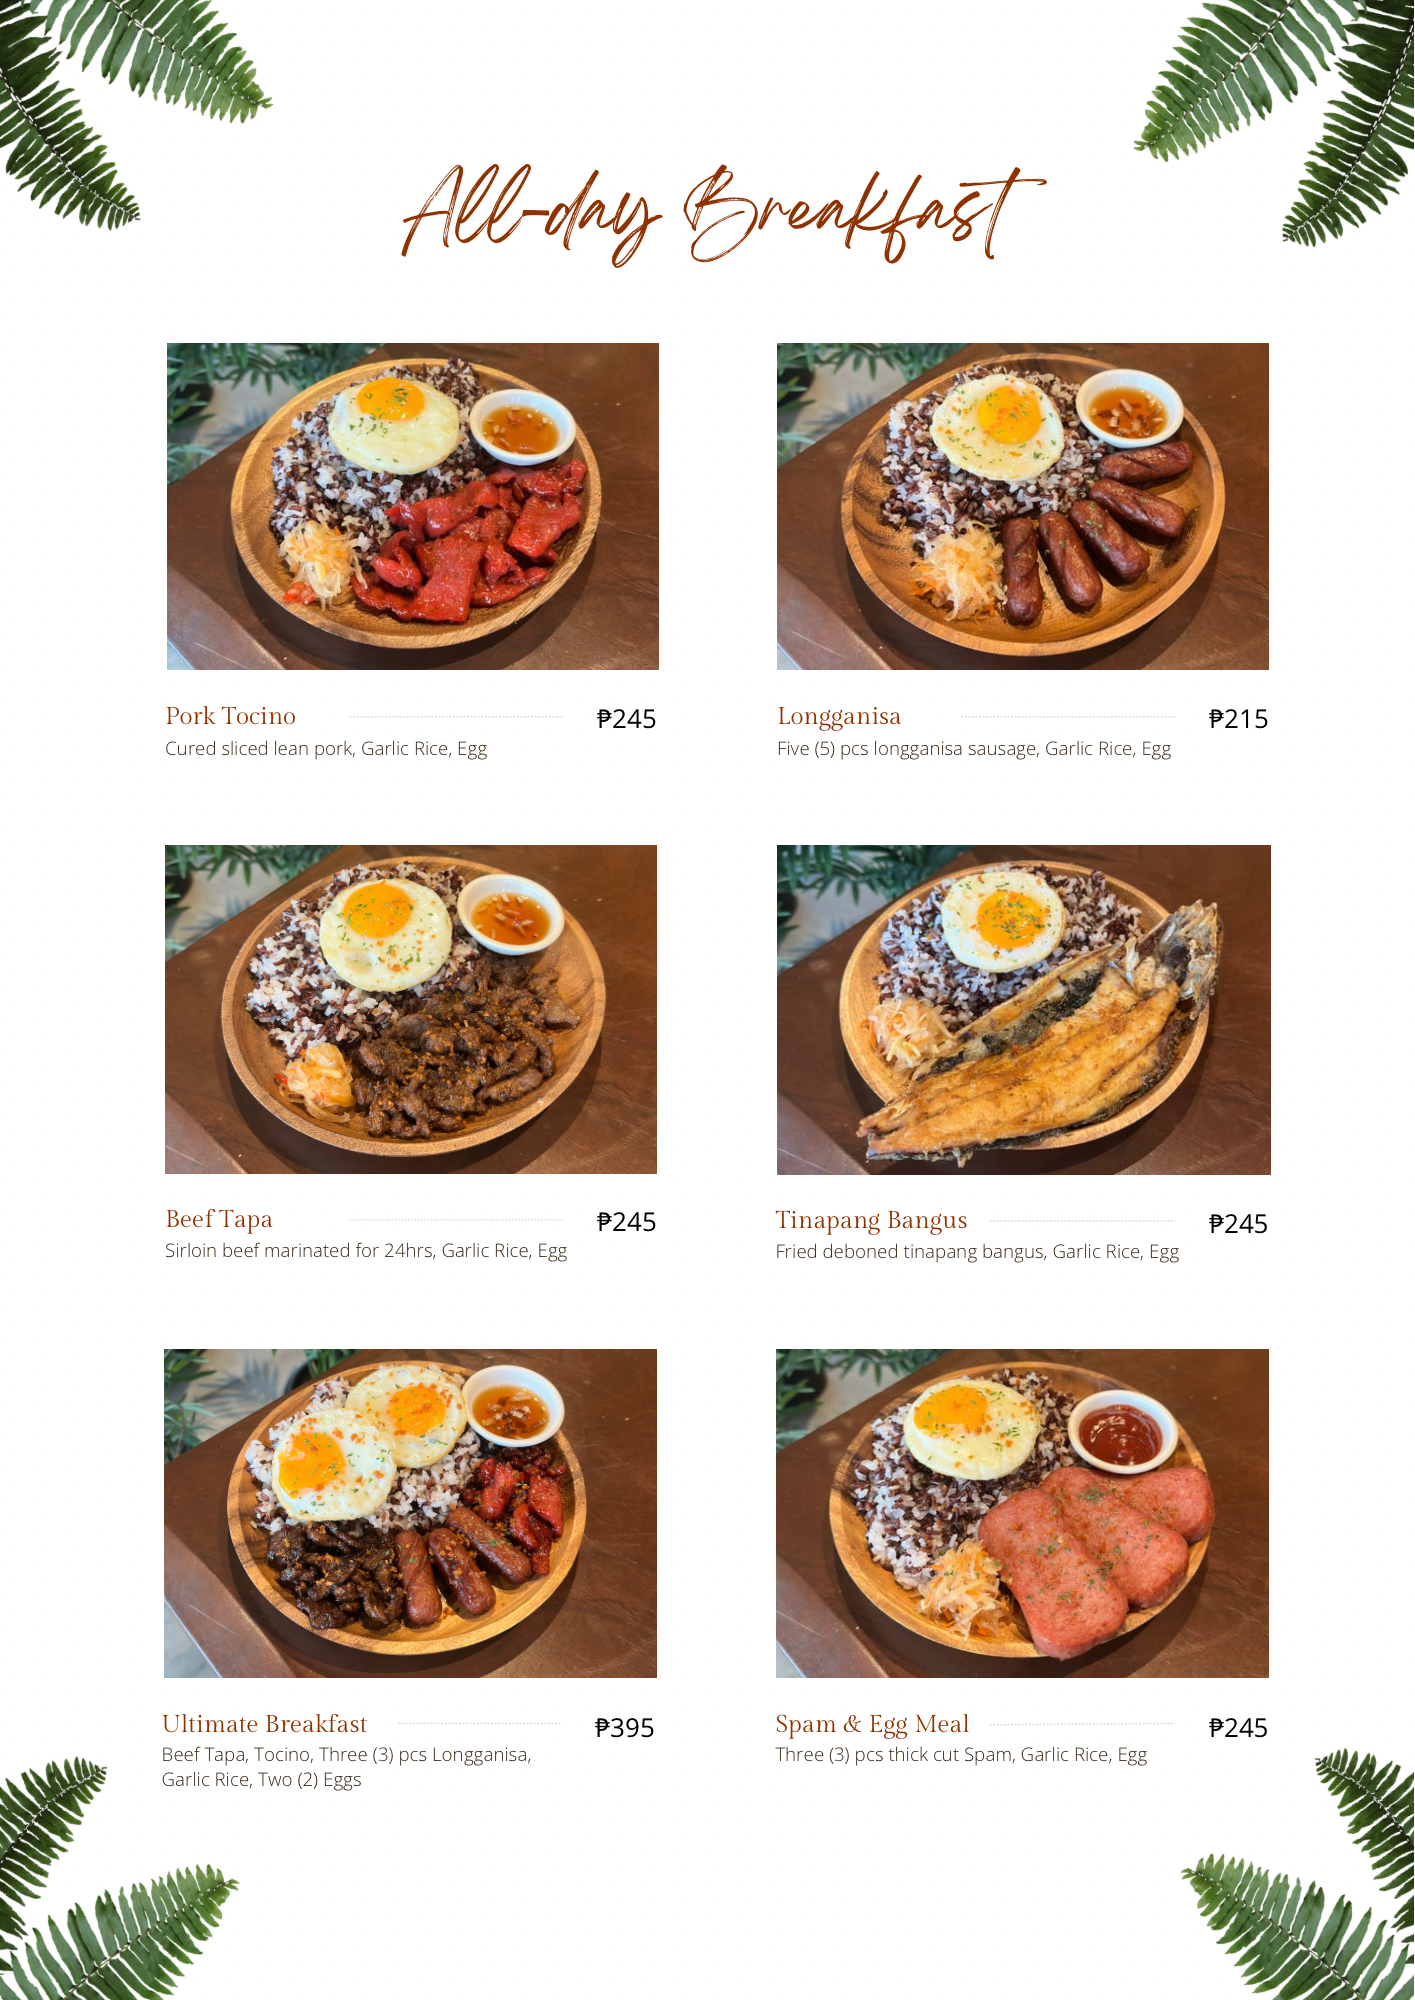 All-day Breakfast
Pork Tocino ₱245
Cured sliced lean pork, Garlic Rice, Egg
Longganisa ₱215
Five (5) pcs longganisa sausage, Garlic Rice, Egg
Beef Tapa ₱245
Sirloin beef marinated for 24hrs, Garlic Rice, Egg
Tinapang Bangus ₱245
Fried deboned tinapang bangus, Garlic Rice, Egg
Ultimate Breakfast ₱395
Beef Tapa, Tocino, Three (3) pcs Longganisa,
Garlic Rice, Two (2) Eggs
Spam & Egg Meal ₱245
Three (3) pcs thick cut Spam, Garlic Rice, Egg